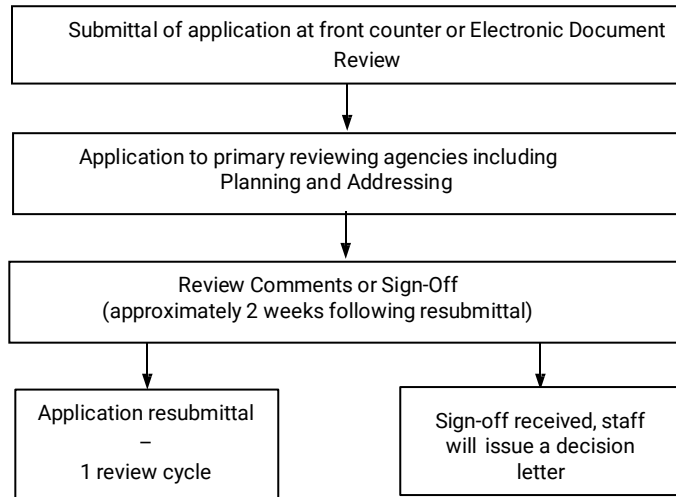 Submittal of application at front counter or Electronic Document
Review
Application to primary reviewing agencies including
Planning and Addressing
Review Comments or Sign-Off
(approximately 2 weeks following resubmittal)
Application resubmittal
–
1 review cycle
Sign-off received, staff
will issue a decision
letter